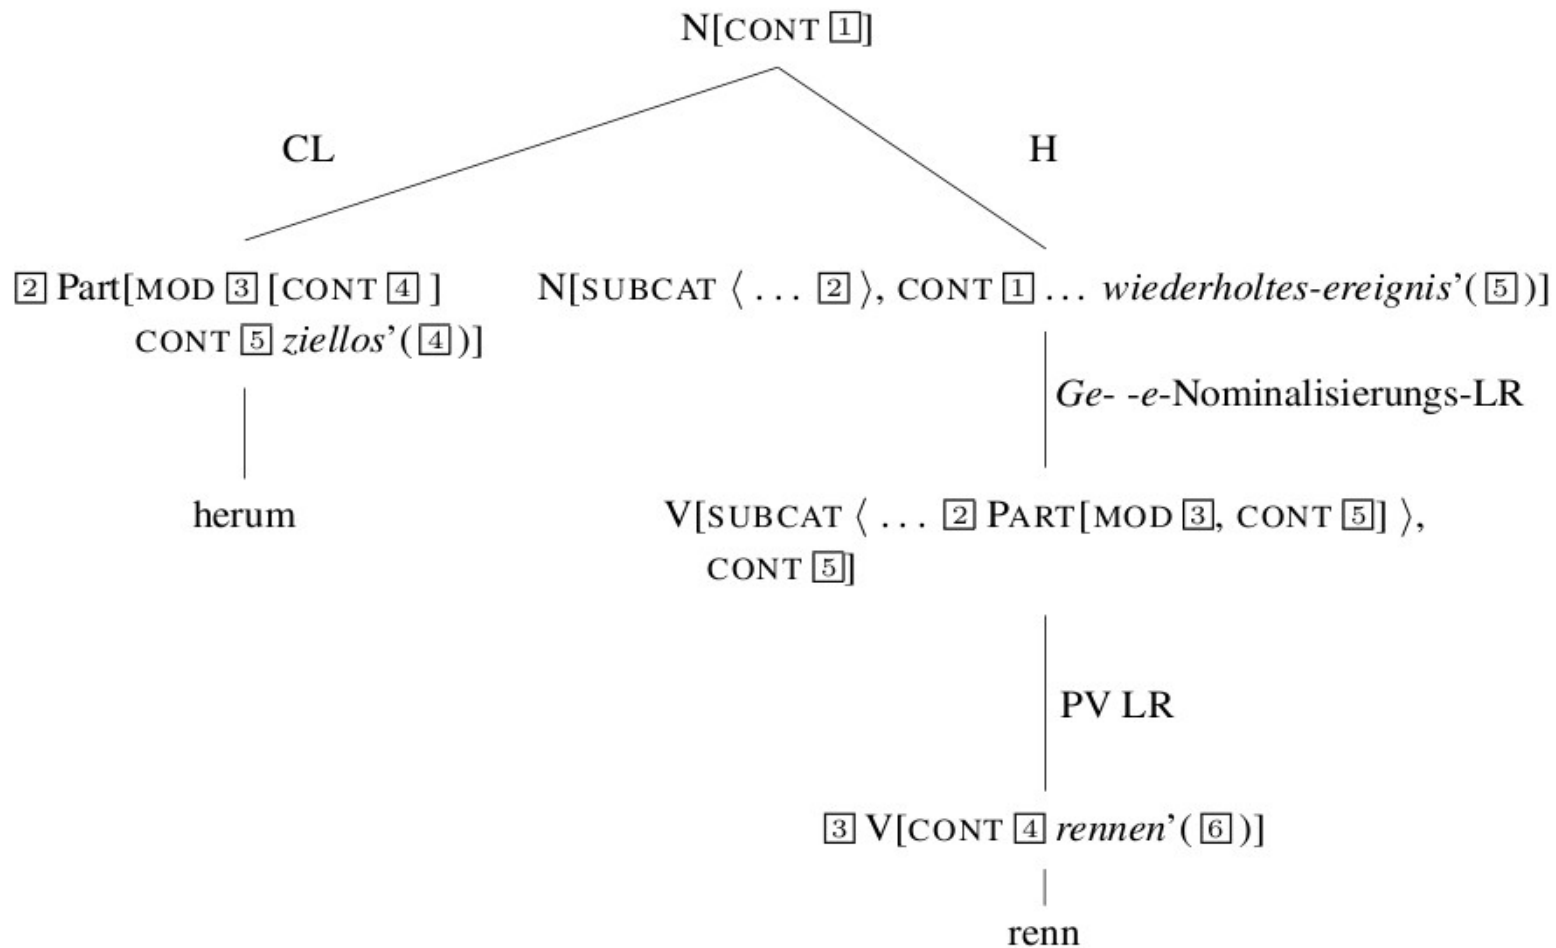 N[CONT 1]
CL
H
2 Part[MOD 3 [CONT 4 ]
CONT 5 ziellos’( 4 )]
N[SUBCAT ⟨ … 2 ⟩, CONT 1 … wiederholtes-ereignis’( 5 )]
Ge- -e-Nominalisierungs-LR
herum
V[SUBCAT ⟨ … 2 PART[MOD 3, CONT 5] ⟩,
CONT 5]
PV LR
3 V[CONT 4 rennen’( 6 )]
renn